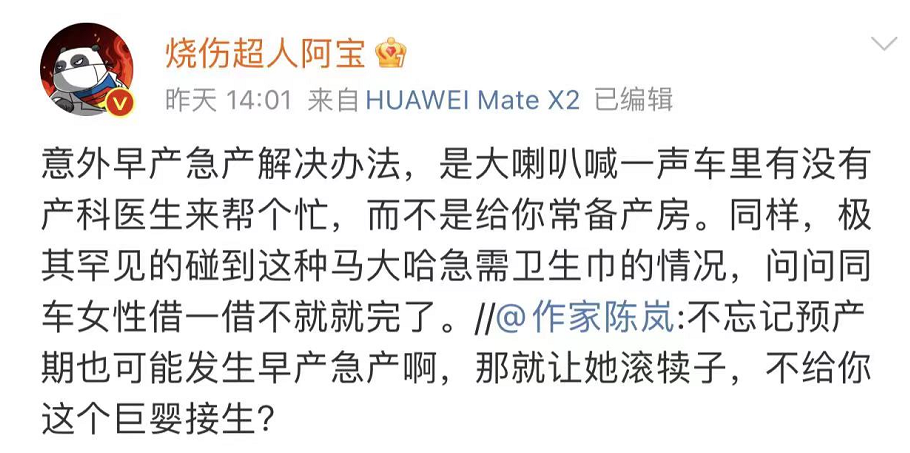 烧伤超人阿宝
昨天 14:01 来自 HUAWEI Mate X2 已编辑
意外早产急产解决办法，是大喇叭喊一声车里有没有
产科医生来帮个忙，而不是给你常备产房。同样，极
其罕见的碰到这种马大哈急需卫生巾的情况，问问同
车女性借一借不就就完了。//@作家陈岚:不忘记预产
期也可能发生早产急产啊，那就让她滚犊子，不给你
这个巨婴接生？